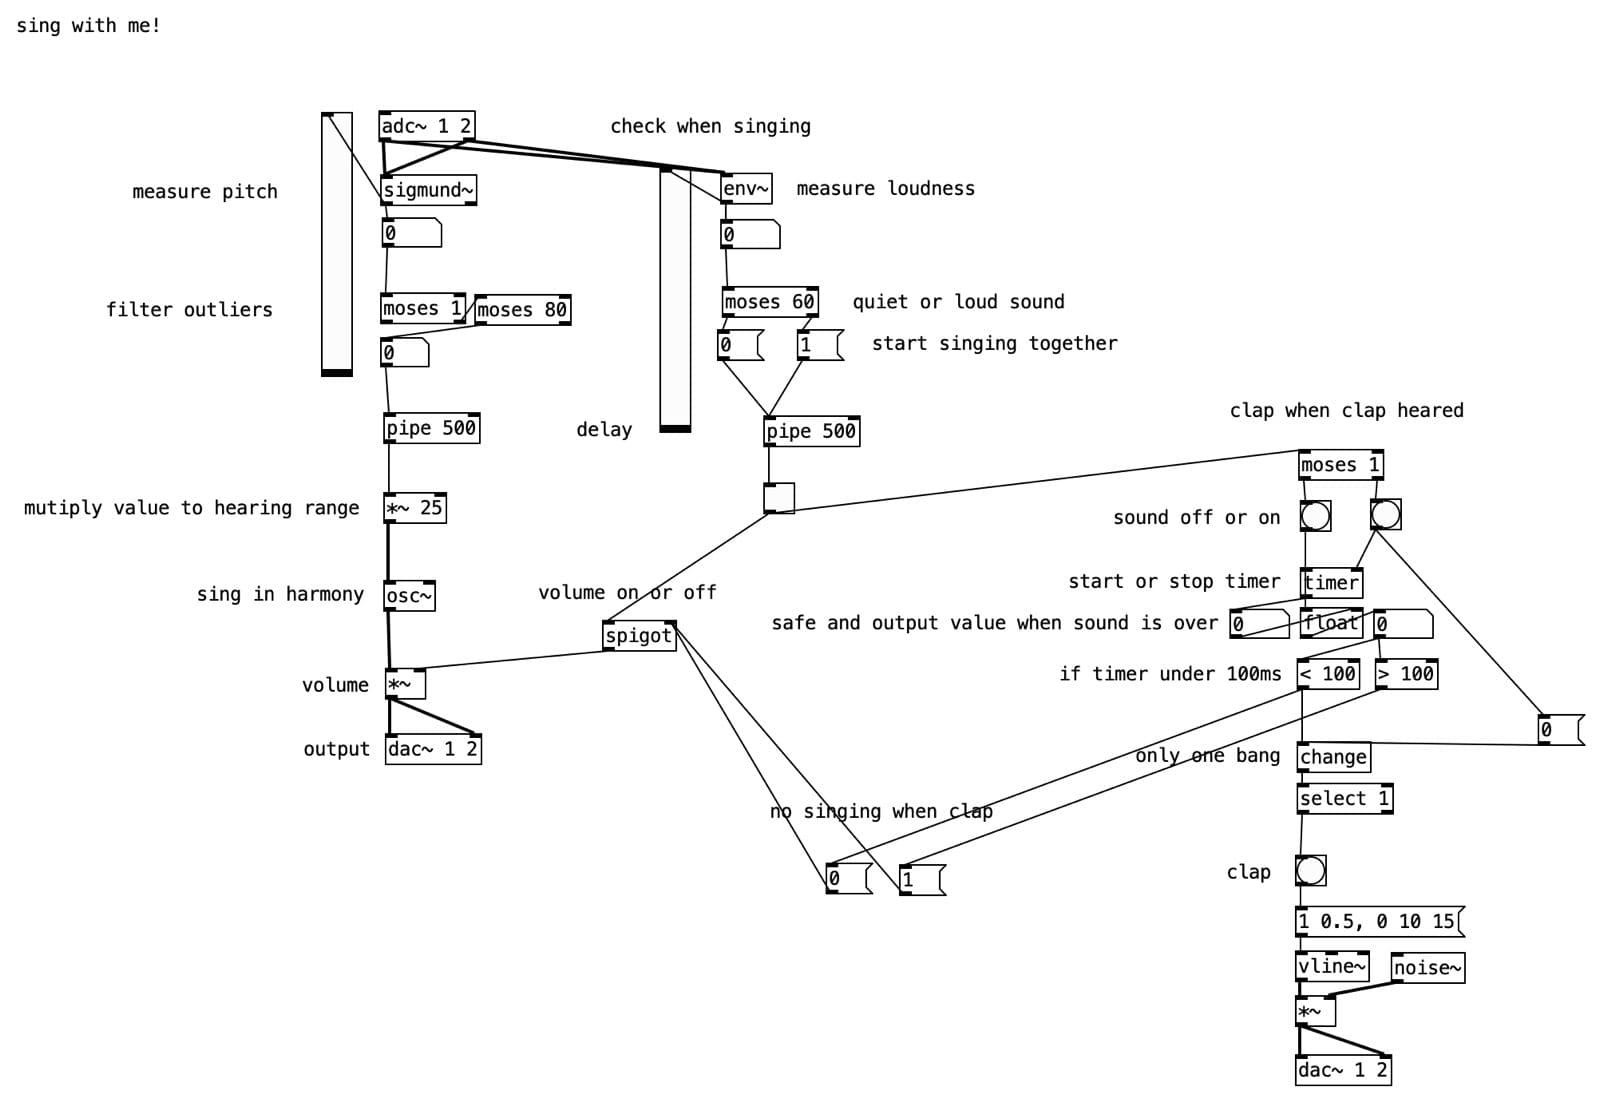 sing with me!
adc~ 1 2
check when singing
measure pitch
sigmund~
env~
measure loudness
0
0
filter outliers
moses 1
moses 80
moses 60
quiet or loud sound
0
0
1
start singing together
pipe 500
delay
pipe 500
clap when clap heared
moses 1
mutiply value to hearing range
*~ 25
sound off or on
sing in harmony
osc~
volume on or off
start or stop timer
timer
spigot
safe and output value when sound is over
0
float
0
volume
*~
if timer under 100ms
< 100
> 100
output
dac~ 1 2
0
only one bang
change
select 1
no singing when clap
0
1
clap
1 0.5, 0 10 15
vline~
noise~
*~
dac~ 1 2